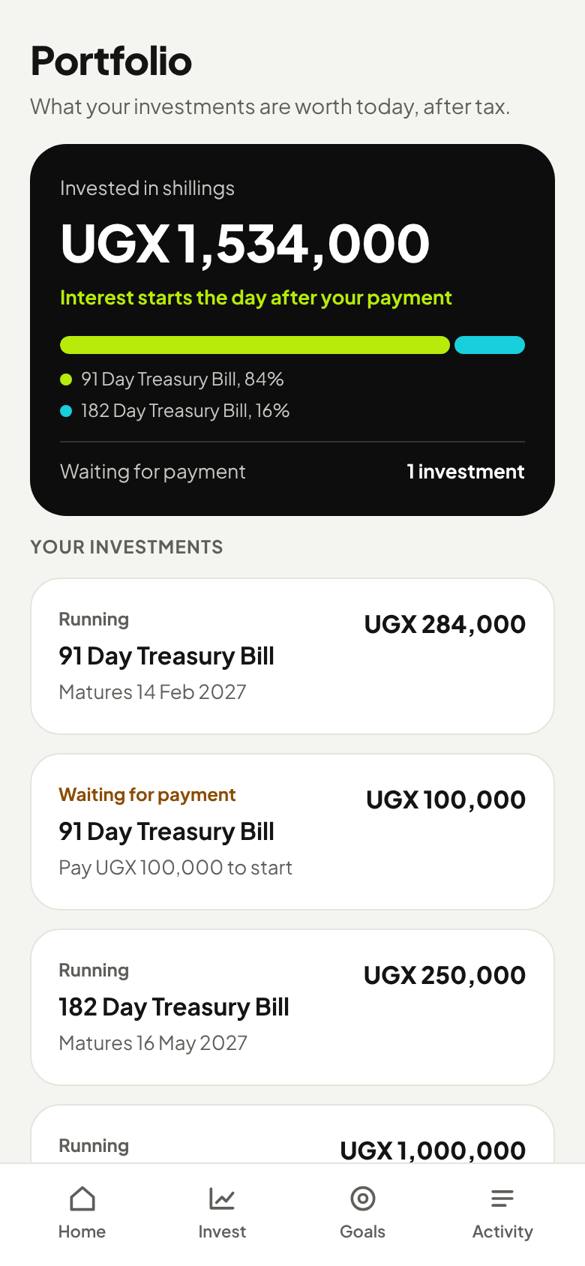 Portfolio
What your investments are worth today, after tax.
Invested in shillings
UGX 1,534,000
Interest starts the day after your payment
91 Day Treasury Bill, 84%
182 Day Treasury Bill, 16%
Waiting for payment 1 investment
YOUR INVESTMENTS
Running
UGX 284,000
91 Day Treasury Bill
Matures 14 Feb 2027
Waiting for payment
UGX 100,000
91 Day Treasury Bill
Pay UGX 100,000 to start
Running
UGX 250,000
182 Day Treasury Bill
Matures 16 May 2027
Running
UGX 1,000,000
Home Invest Goals Activity